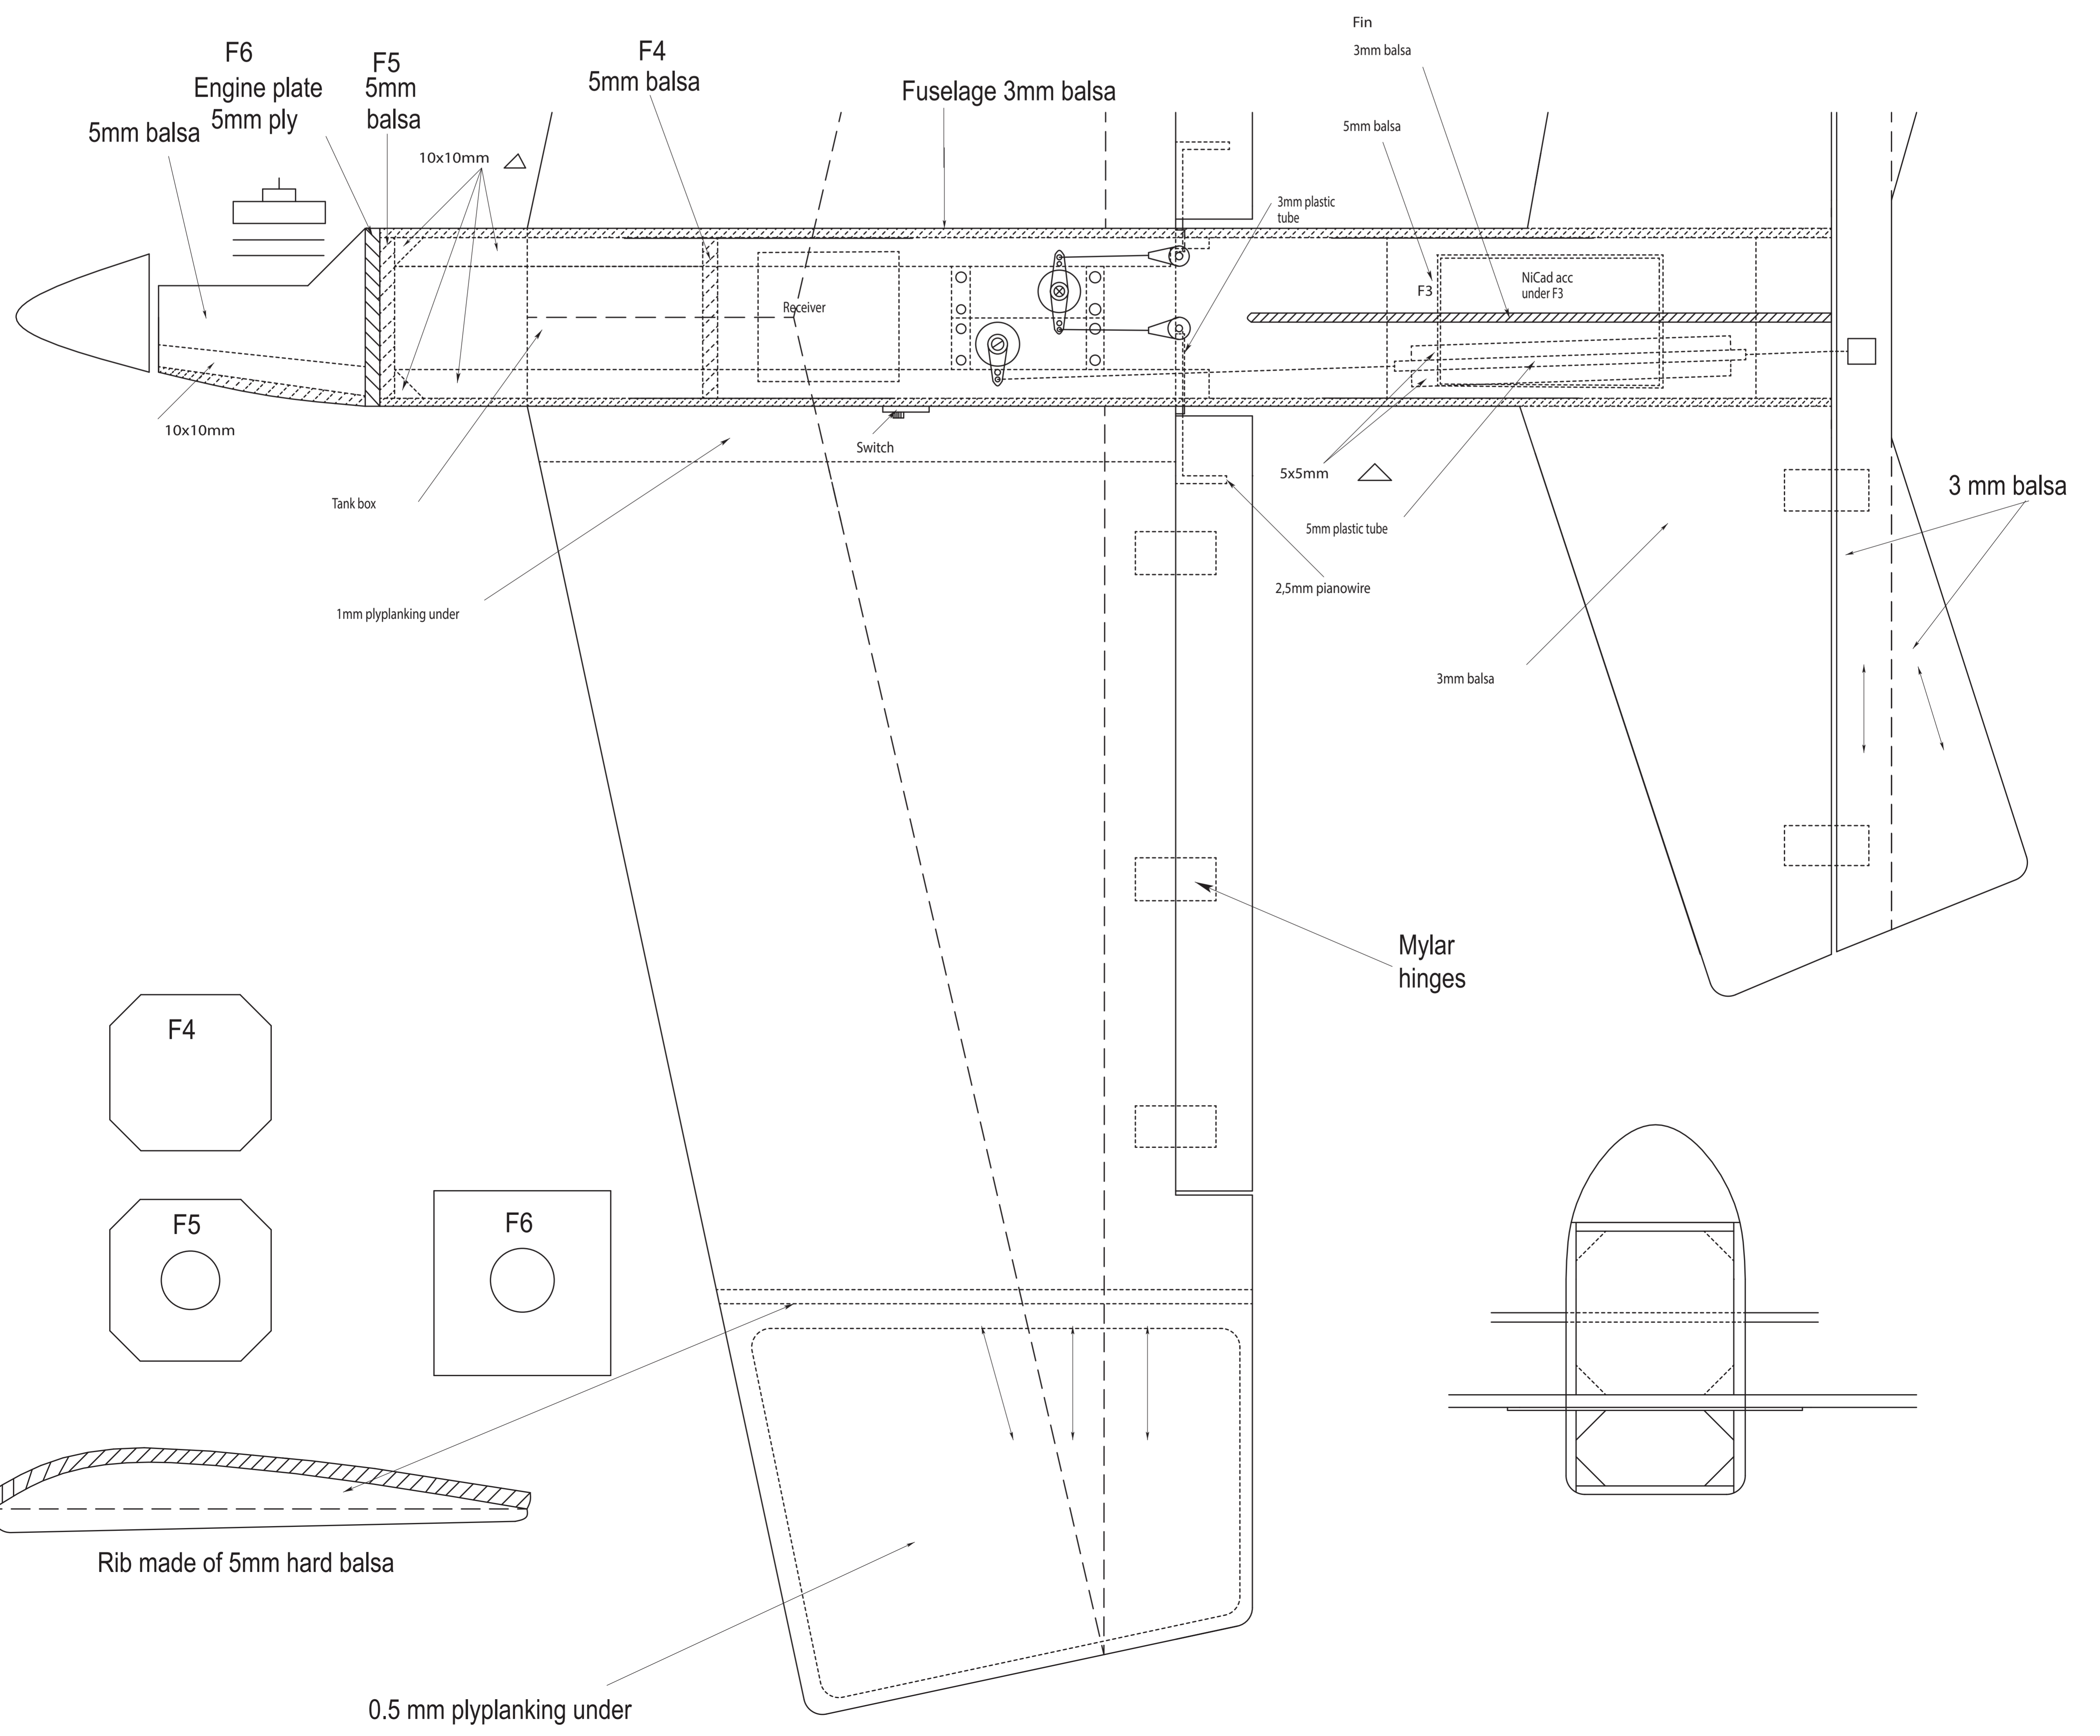 Fin
3mm balsa
F6
Engine plate
5mm ply
F5
5mm
balsa
F4
5mm balsa
Fuselage 3mm balsa
5mm balsa
5mm balsa
10x10mm
3mm plastic
tube
Receiver
F3
NiCad acc
under F3
10x10mm
Switch
Tank box
5x5mm
5mm plastic tube
3 mm balsa
2,5mm pianowire
1mm plyplanking under
3mm balsa
Mylar
hinges
F4
F5
F6
Rib made of 5mm hard balsa
0.5 mm plyplanking under